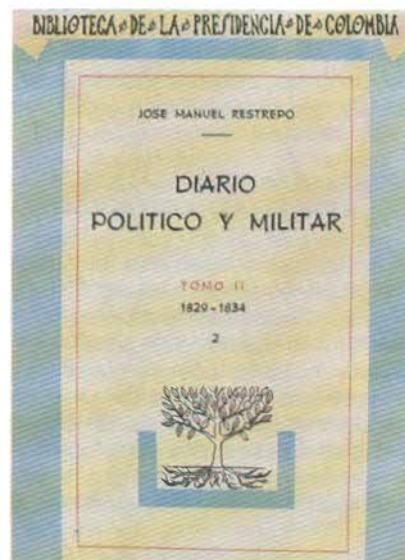 BIBLIOTECA DE LA PRESIDENCIA DE COLOMBIA
JOSE MANUEL RESTREPO
DIARIO
POLITICO Y MILITAR
TOMO II
1829-1834
2